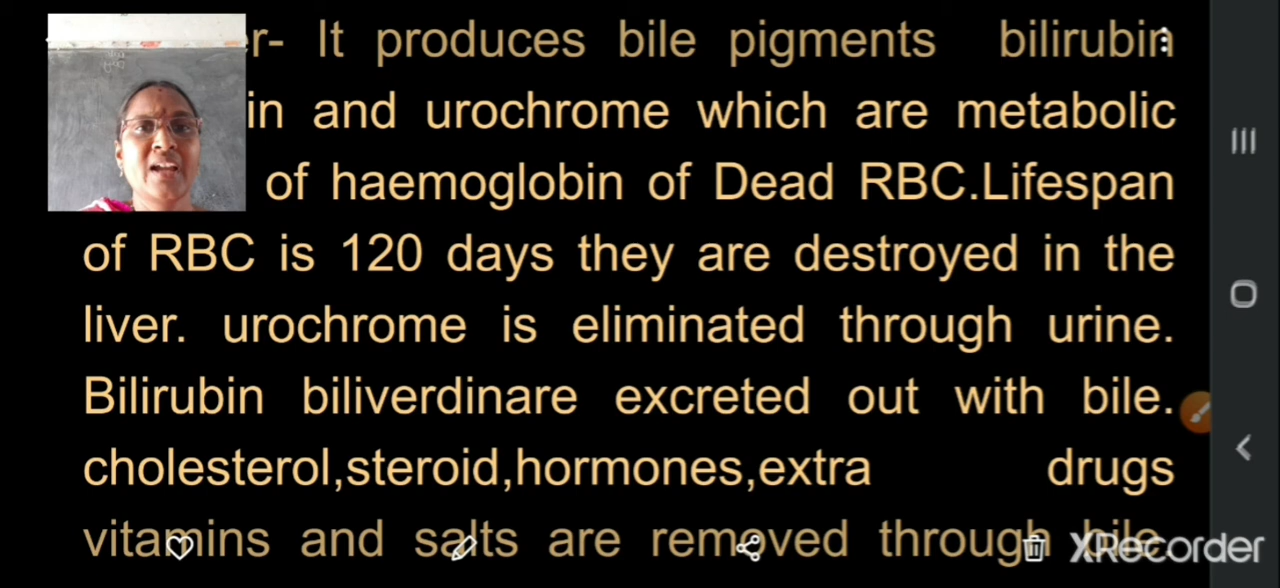 r- It produces bile pigments bilirubin
in and urochrome which are metabolic
of haemoglobin of Dead RBC.Lifespan
of RBC is 120 days they are destroyed in the
liver. urochrome is eliminated through urine.
Bilirubin biliverdinare excreted out with bile.
cholesterol,steroid,hormones,extra drugs
vitamins and salts are removed through bile.
XRecorder